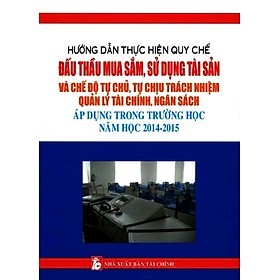 HƯỚNG DẪN THỰC HIỆN QUY CHẾ
ĐẤU THẦU MUA SẮM, SỬ DỤNG TÀI SẢN
VÀ CHẾ ĐỘ TỰ CHỦ, TỰ CHỊU TRÁCH NHIỆM
QUẢN LÝ TÀI CHÍNH, NGÂN SÁCH
ÁP DỤNG TRONG TRƯỜNG HỌC
NĂM HỌC 2014-2015
NHÀ XUẤT BẢN TÀI CHÍNH